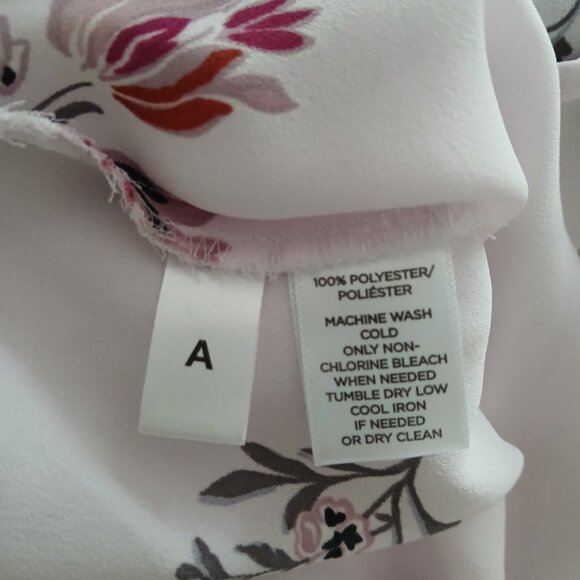 A
100% POLYESTER/
POLIÉSTER
MACHINE WASH
COLD
ONLY NON-
CHLORINE BLEACH
WHEN NEEDED
TUMBLE DRY LOW
COOL IRON
IF NEEDED
OR DRY CLEAN